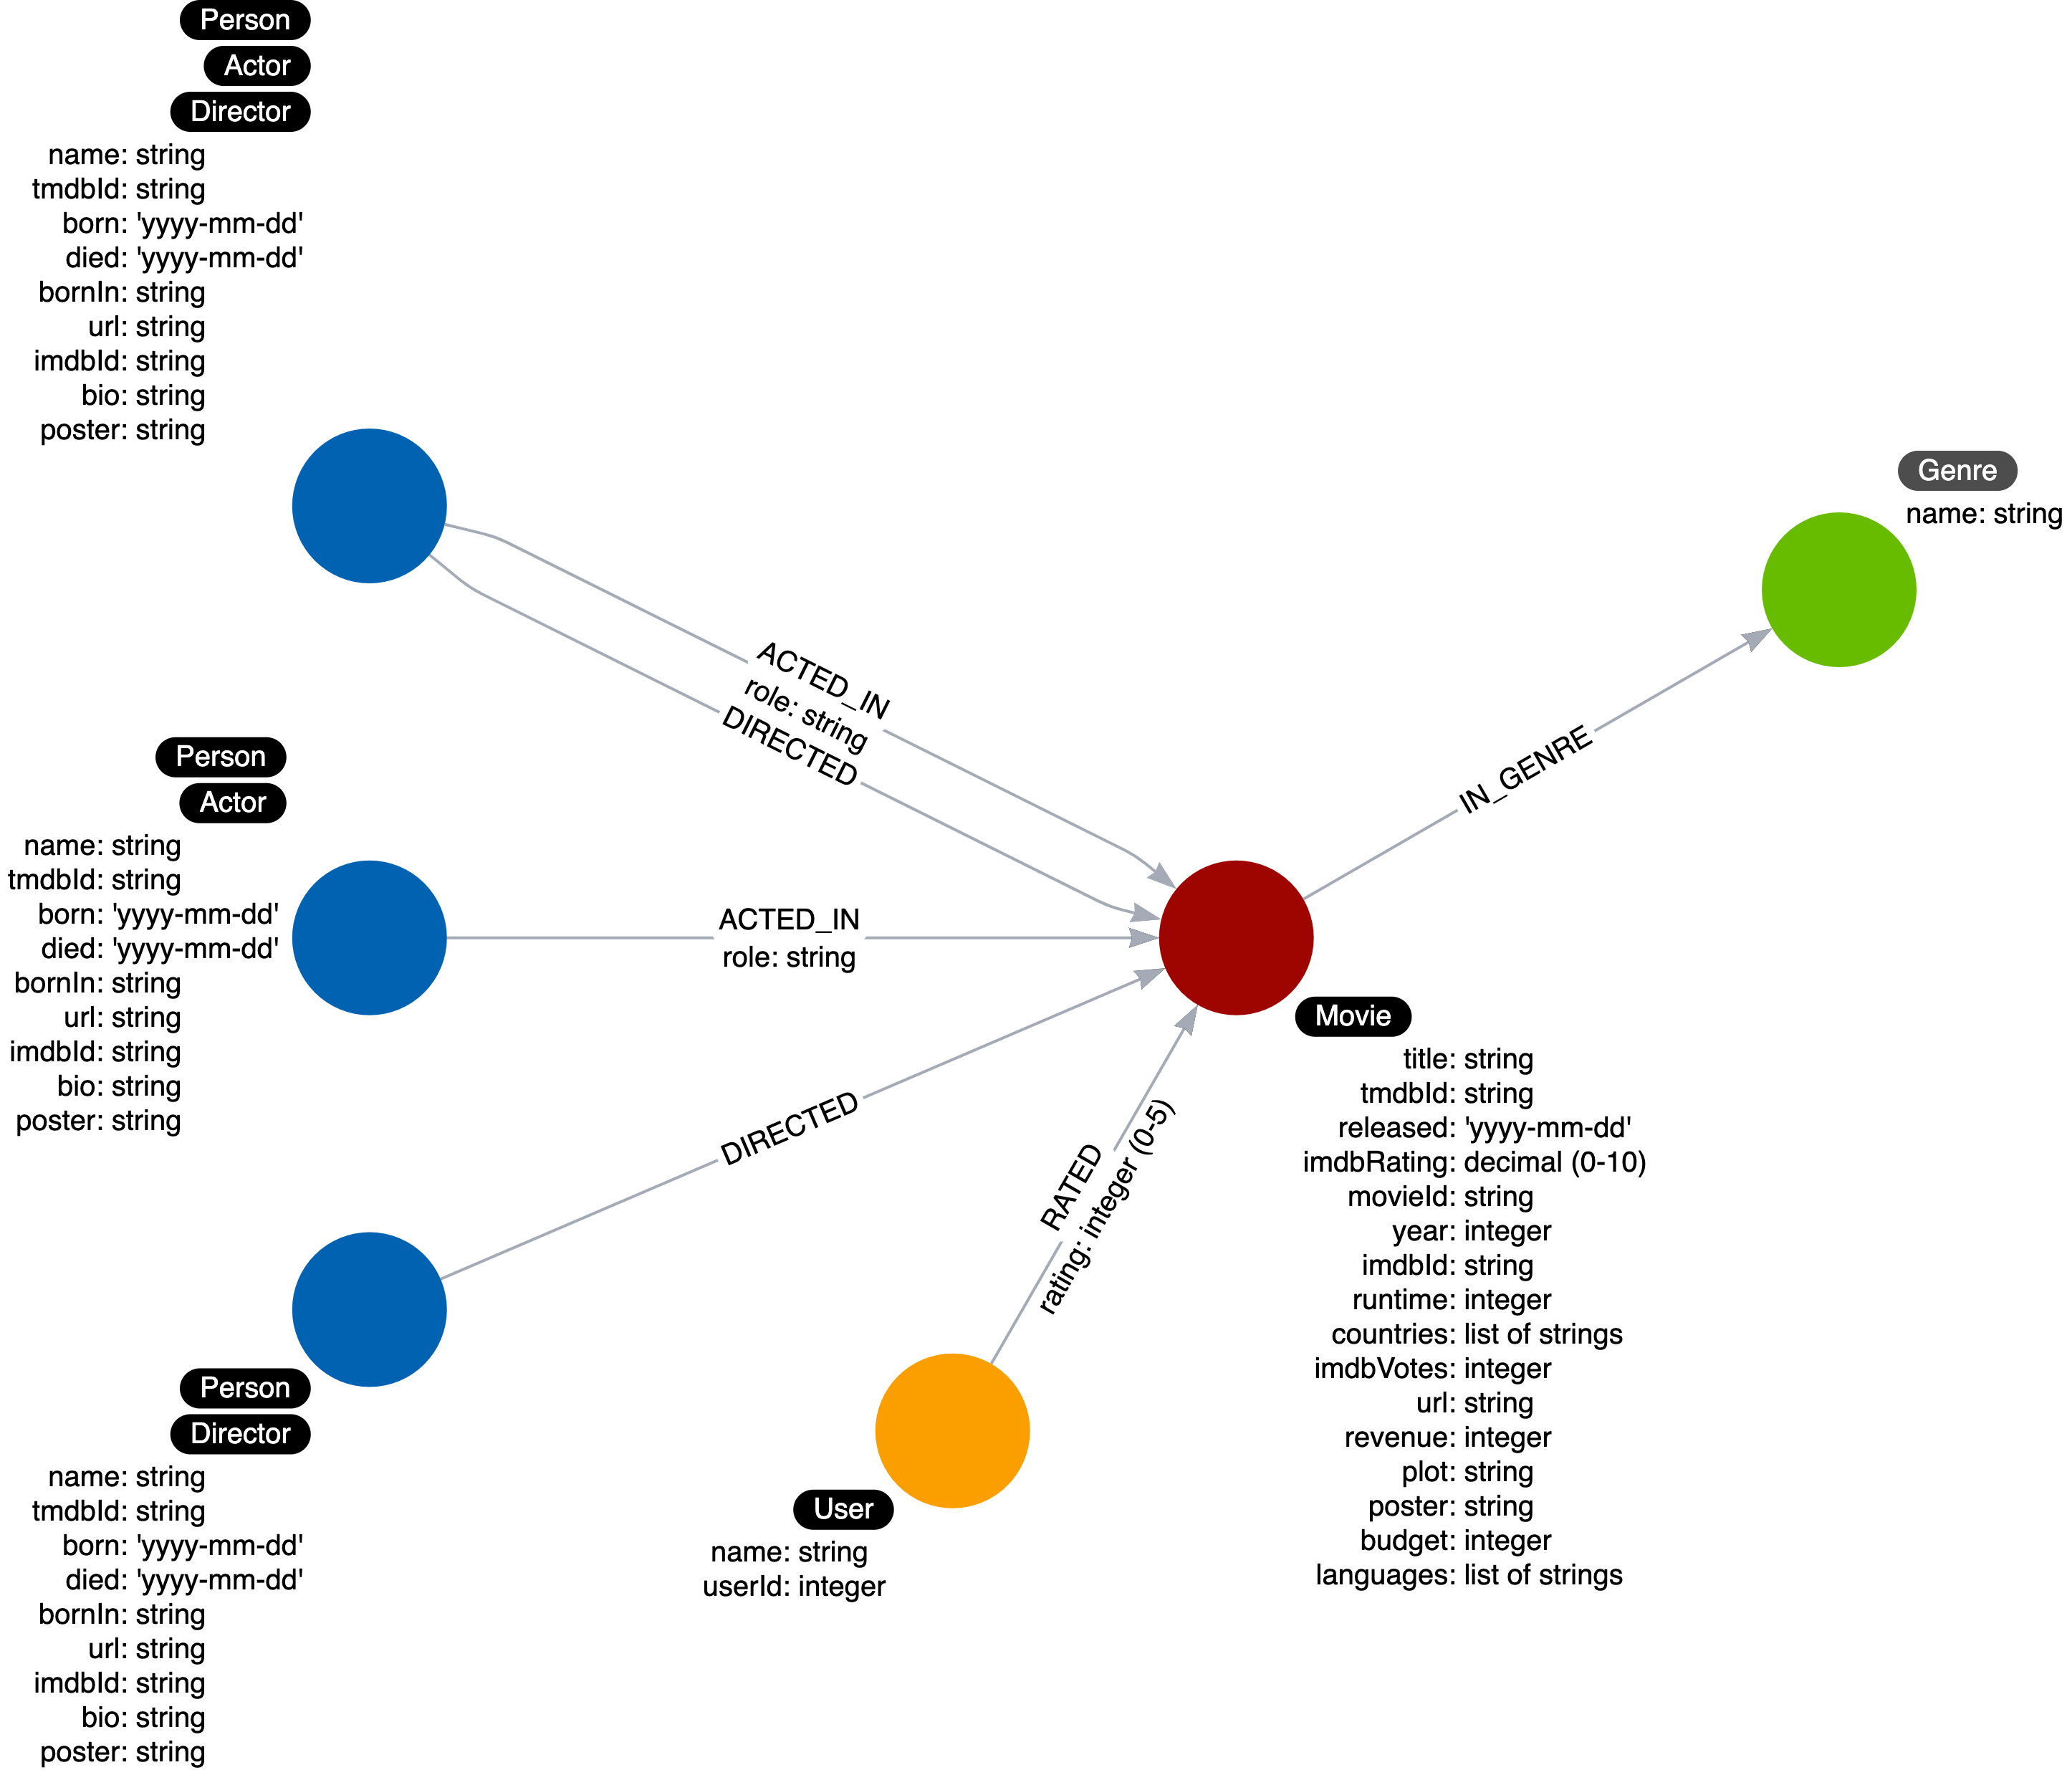 Person
Actor
Director
name: string
tmdbId: string
born: 'yyyy-mm-dd'
died: 'yyyy-mm-dd'
bornIn: string
url: string
imdbId: string
bio: string
poster: string
Genre
name: string
ACTED_IN
role: string
DIRECTED
IN_GENRE
Person
Actor
name: string
tmdbId: string
born: 'yyyy-mm-dd'
died: 'yyyy-mm-dd'
bornIn: string
url: string
imdbId: string
bio: string
poster: string
ACTED_IN
role: string
DIRECTED
RATED
rating: integer (0-5)
Movie
title: string
tmdbId: string
released: 'yyyy-mm-dd'
imdbRating: decimal (0-10)
movieId: string
year: integer
imdbId: string
runtime: integer
countries: list of strings
imdbVotes: integer
url: string
revenue: integer
plot: string
poster: string
budget: integer
languages: list of strings
Person
Director
name: string
tmdbId: string
born: 'yyyy-mm-dd'
died: 'yyyy-mm-dd'
bornIn: string
url: string
imdbId: string
bio: string
poster: string
User
name: string
userId: integer